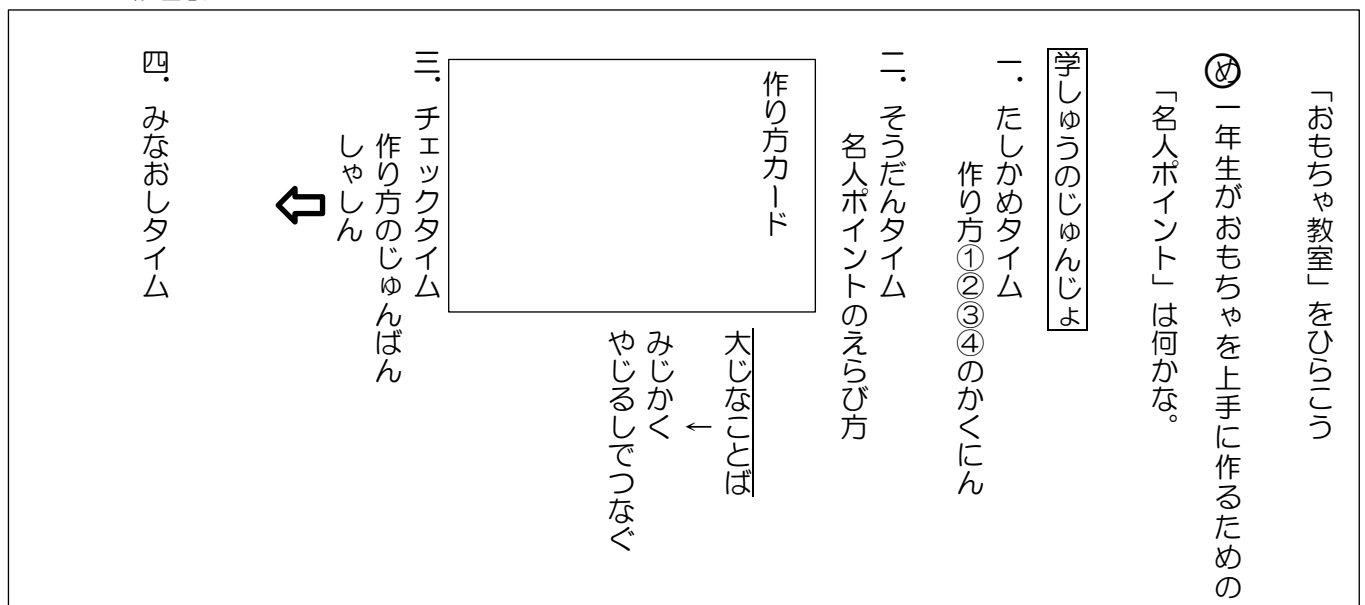 「おもちゃ教室」をひらこう
め 一年生がおもちゃを上手に作るための
「名人ポイント」は何かな。
学しゅうのじゅんじょ
一．たしかめタイム
作り方①②③④のかくにん
二．そうだんタイム
名人ポイントのえらび方
作り方カード
大じなことば
←
みじかく
やじるしでつなぐ
三．チェックタイム
作り方のじゅんばん
しゃしん
四．みなおしタイム